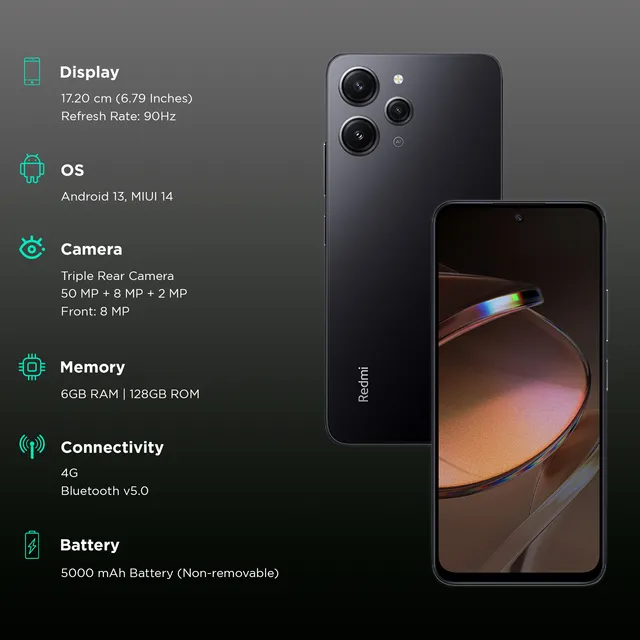 Display
17.20 cm (6.79 Inches)
Refresh Rate: 90Hz
OS
Android 13, MIUI 14
Camera
Triple Rear Camera
50 MP + 8 MP + 2 MP
Front: 8 MP
Memory
6GB RAM | 128GB ROM
Connectivity
4G
Bluetooth v5.0
Battery
5000 mAh Battery (Non-removable)
AI
Redmi